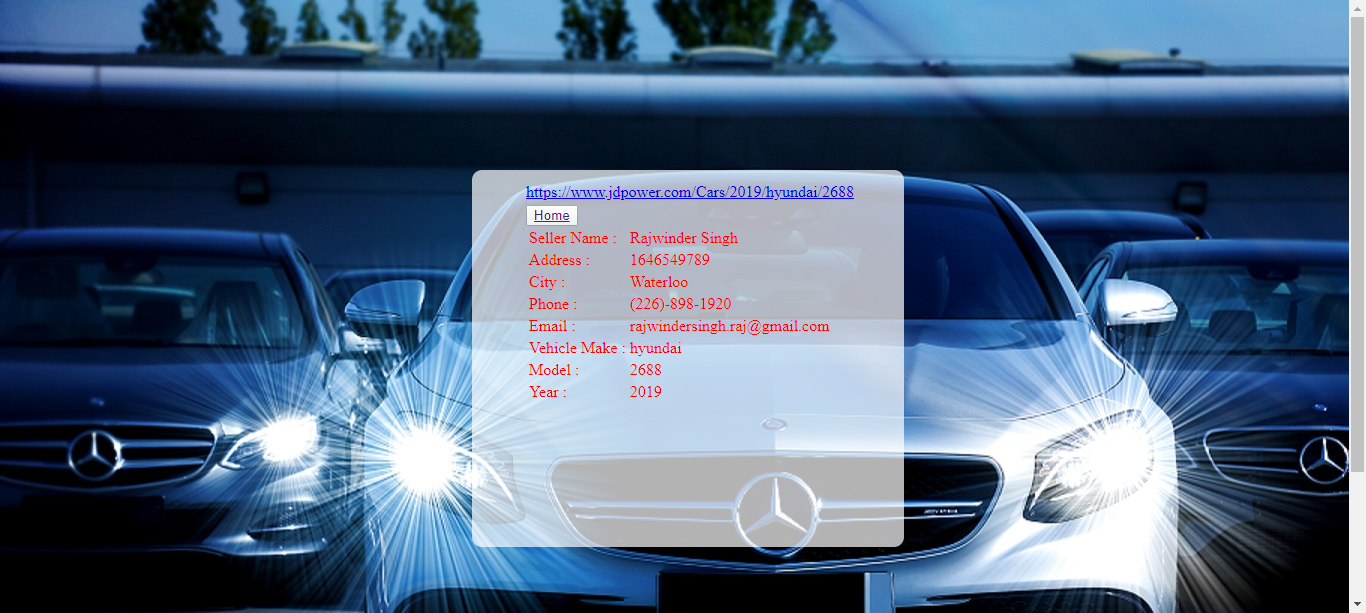 https://www.jdpower.com/Cars/2019/hyundai/2688
Home
Seller Name : Rajwinder Singh
Address : 1646549789
City : Waterloo
Phone : (226)-898-1920
Email : rajwindersingh.raj@gmail.com
Vehicle Make : hyundai
Model : 2688
Year : 2019